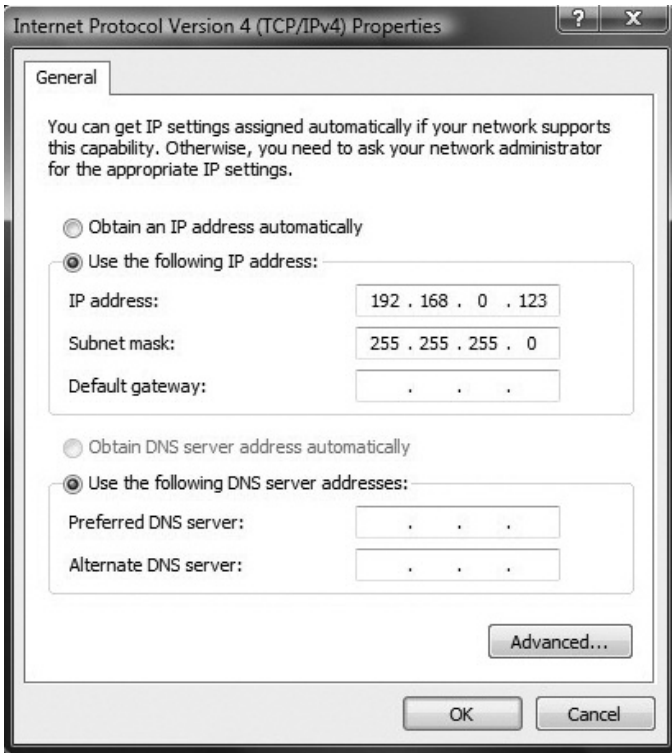 Internet Protocol Version 4 (TCP/IPv4) Properties
? X
General
You can get IP settings assigned automatically if your network supports
this capability. Otherwise, you need to ask your network administrator
for the appropriate IP settings.
Obtain an IP address automatically
Use the following IP address:
IP address: 192 . 168 . 0 . 123
Subnet mask: 255 . 255 . 255 . 0
Default gateway: . . .
Obtain DNS server address automatically
Use the following DNS server addresses:
Preferred DNS server: . . .
Alternate DNS server: . . .
Advanced...
OK Cancel